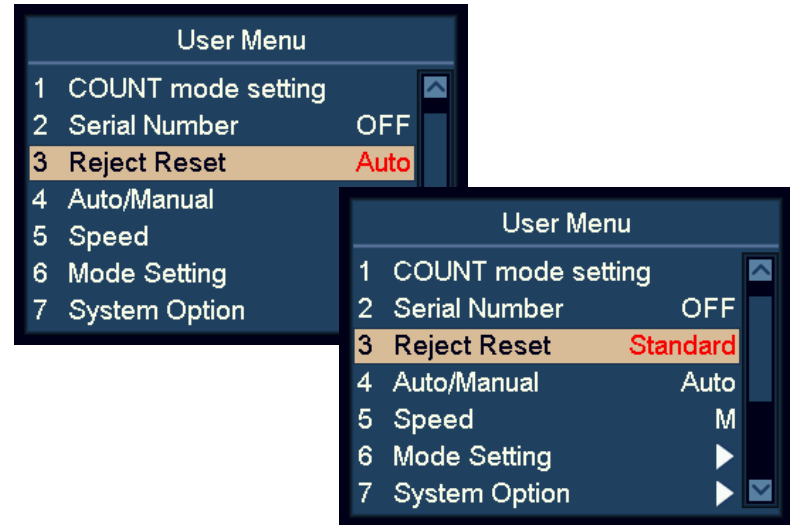 User Menu
1 COUNT mode setting
2 Serial Number OFF
3 Reject Reset Auto
4 Auto/Manual
5 Speed
6 Mode Setting
7 System Option
User Menu
1 COUNT mode setting
2 Serial Number OFF
3 Reject Reset Standard
4 Auto/Manual Auto
5 Speed M
6 Mode Setting
7 System Option